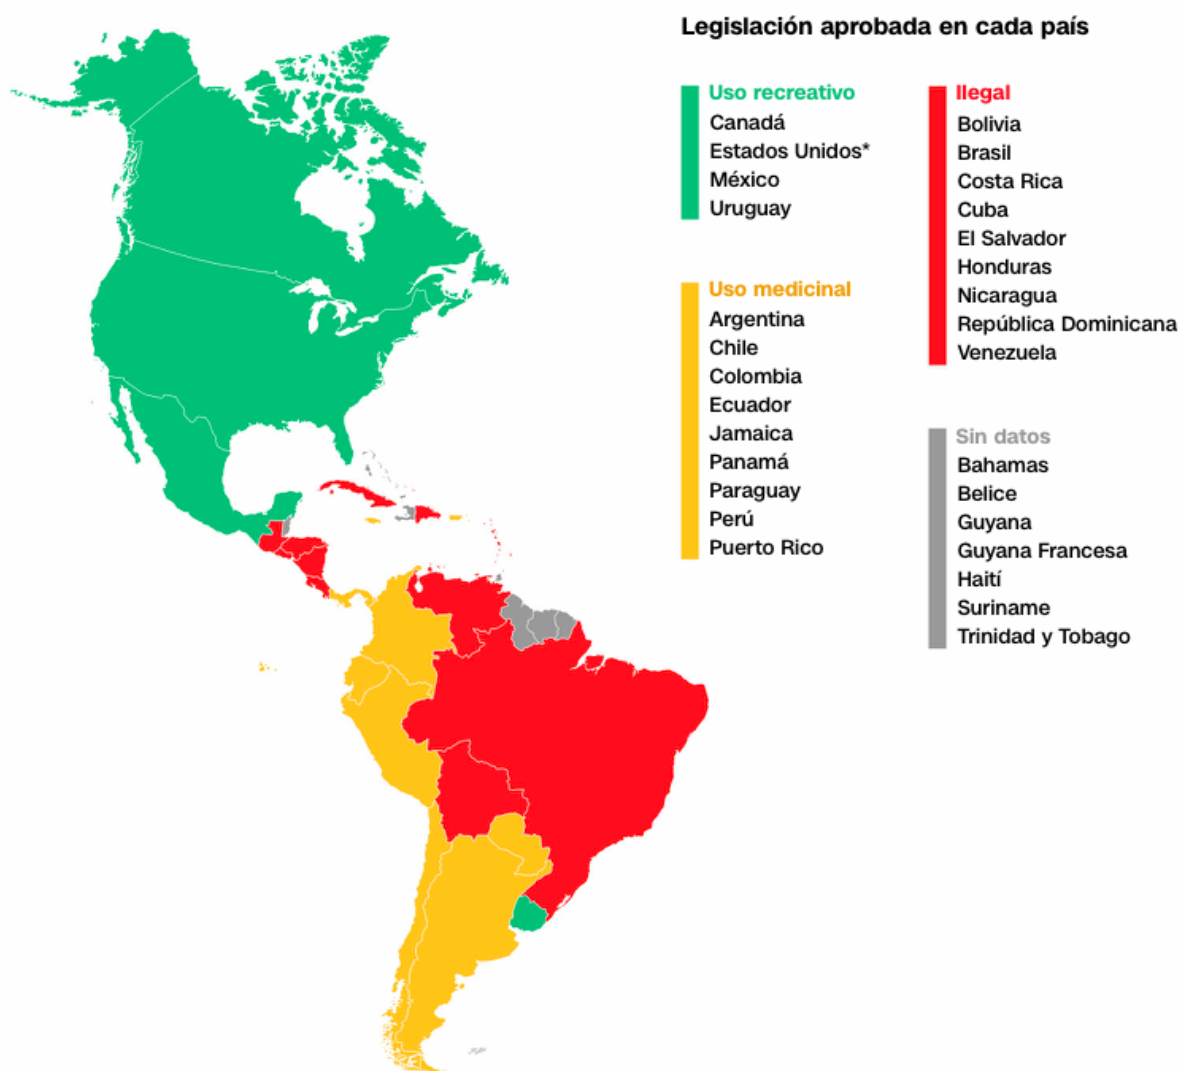 Legislación aprobada en cada país
Uso recreativo
Canadá
Estados Unidos*
México
Uruguay
Uso medicinal
Argentina
Chile
Colombia
Ecuador
Jamaica
Panamá
Paraguay
Perú
Puerto Rico
Ilegal
Bolivia
Brasil
Costa Rica
Cuba
El Salvador
Honduras
Nicaragua
República Dominicana
Venezuela
Sin datos
Bahamas
Belice
Guyana
Guyana Francesa
Haití
Suriname
Trinidad y Tobago